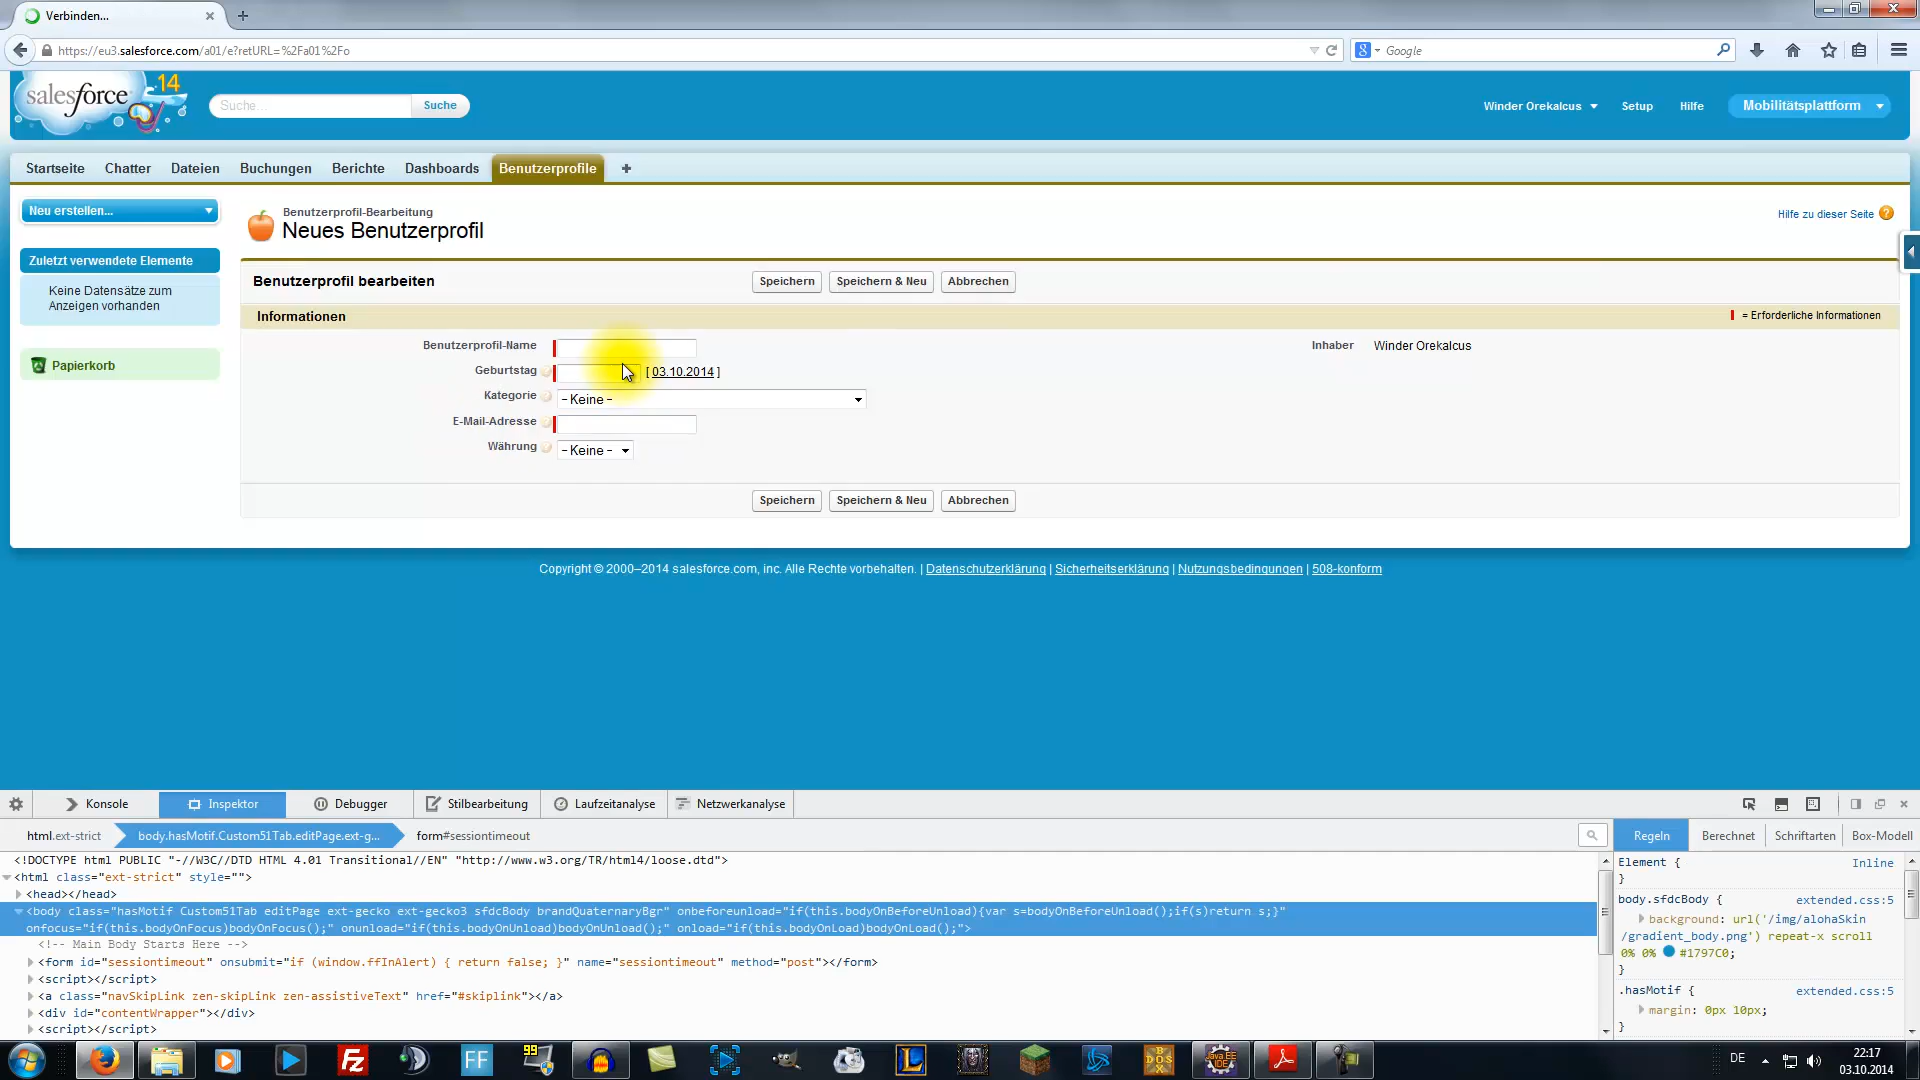 Verbinden...
https://eu3.salesforce.com/a01/e?retURL=%2Fa01%2Fo
Google
salesforce 14
Suche...
Suche
Winder Orekalcus
Setup
Hilfe
Mobilitätsplattform
Startseite
Chatter
Dateien
Buchungen
Berichte
Dashboards
Benutzerprofile
Neu erstellen...
Zuletzt verwendete Elemente
Keine Datensätze zum
Anzeigen vorhanden
Papierkorb
Benutzerprofil-Bearbeitung
Neues Benutzerprofil
Hilfe zu dieser Seite
Benutzerprofil bearbeiten
Speichern
Speichern & Neu
Abbrechen
Informationen
= Erforderliche Informationen
Benutzerprofil-Name
Inhaber
Winder Orekalcus
Geburtstag
[ 03.10.2014 ]
Kategorie
– Keine –
E-Mail-Adresse
Währung
– Keine –
Speichern
Speichern & Neu
Abbrechen
Copyright © 2000–2014 salesforce.com, inc. Alle Rechte vorbehalten. | Datenschutzerklärung | Sicherheitserklärung | Nutzungsbedingungen | 508-konform
Konsole
Inspektor
Debugger
Stilbearbeitung
Laufzeitanalyse
Netzwerkanalyse
html.ext-strict
body.hasMotif.Custom51Tab.editPage.ext-g...
form#sessiontimeout
Regeln
Berechnet
Schriftarten
Box-Modell
<!DOCTYPE html PUBLIC "-//W3C//DTD HTML 4.01 Transitional//EN" "http://www.w3.org/TR/html4/loose.dtd">
<html class="ext-strict" style="">
<head></head>
<body class="hasMotif Custom51Tab editPage ext-gecko ext-gecko3 sfdcBody brandQuaternaryBgr" onbeforeunload="if(this.bodyOnBeforeUnload){var s=bodyOnBeforeUnload();if(s)return s;}"
onfocus="if(this.bodyOnFocus)bodyOnFocus();" onunload="if(this.bodyOnUnload)bodyOnUnload();" onload="if(this.bodyOnLoad)bodyOnLoad();">
<!-- Main Body Starts Here -->
<form id="sessiontimeout" onsubmit="if (window.ffInAlert) { return false; }" name="sessiontimeout" method="post"></form>
<script></script>
<a class="navSkipLink zen-skipLink zen-assistiveText" href="#skiplink"></a>
<div id="contentWrapper"></div>
<script></script>
Element {
Inline
}
body.sfdcBody {
extended.css:5
background: url('/img/alohaSkin
/gradient_body.png') repeat-x scroll
0% 0% #1797C0;
}
.hasMotif {
extended.css:5
margin: 0px 10px;
}
FF
99
L
BOX
DOS
Java EE
IDE
DE
22:17
03.10.2014